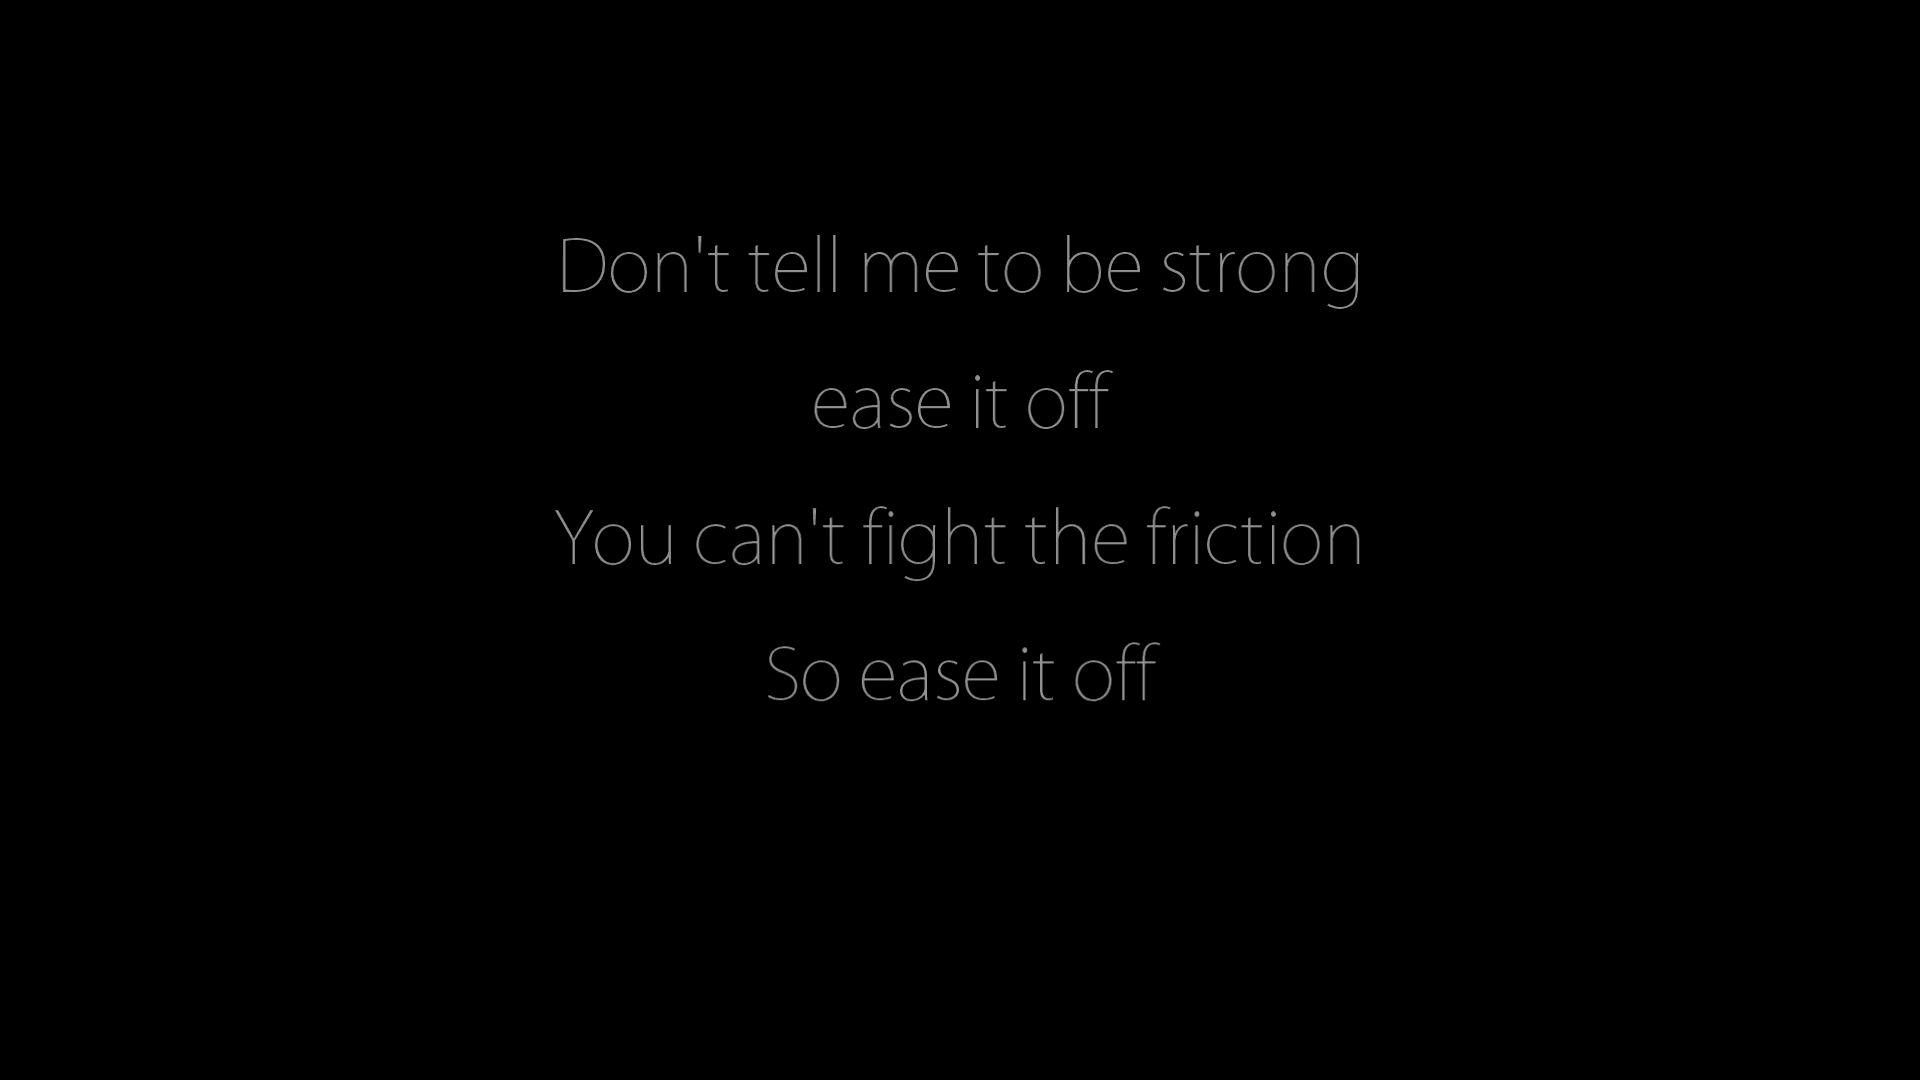 Don't tell me to be strong
ease it off
You can't fight the friction
So ease it off